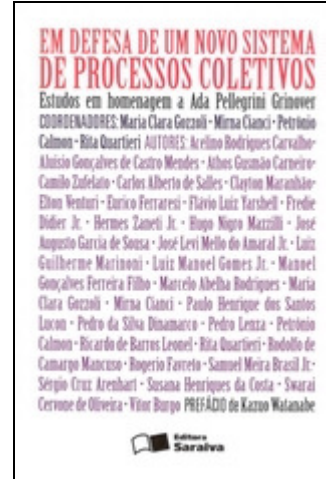 EM DEFESA DE UM NOVO SISTEMA
DE PROCESSOS COLETIVOS
Estudos em homenagem a Ada Pellegrini Grinover
COORDENADORES: Maria Clara Gozzoli - Mirna Cianci - Petrônio
Calmon - Rita Quartieri AUTORES: Arelino Rodrigues Carvalho-
Aluisio Gonçalves de Castro Mendes - Athos Gusmão Carneiro-
Camilo Zufelato - Carlos Alberto de Salles - Clayton Maranhão-
Elton Venturi - Eurico Ferraresi - Flávio Luiz Yarshell - Fredie
Didier Jr. - Hermes Zaneti Jr. - Hugo Nigro Mazzilli - José
Augusto Garcia de Sousa - José Levi Mello do Amaral Jr. - Luiz
Guilherme Marinoni - Luiz Manoel Gomes Jr. - Manoel
Gonçalves Ferreira Filho - Marcelo Abelha Rodrigues - Maria
Clara Gozzoli - Mirna Cianci - Paulo Henrique dos Santos
Lucon - Pedro da Silva Dinamarco - Pedro Lenza - Petrônio
Calmon - Ricardo de Barros Leonel - Rita Quartieri - Rodolfo de
Camargo Mancuso - Rogerio Favreto - Samuel Meira Brasil Jr.-
Sérgio Cruz Arenhart - Susana Henriques da Costa - Swarai
Cervone de Oliveira - Vitor Burgo PREFÁCIO de Kazuo Watanabe
Editora
Saraiva